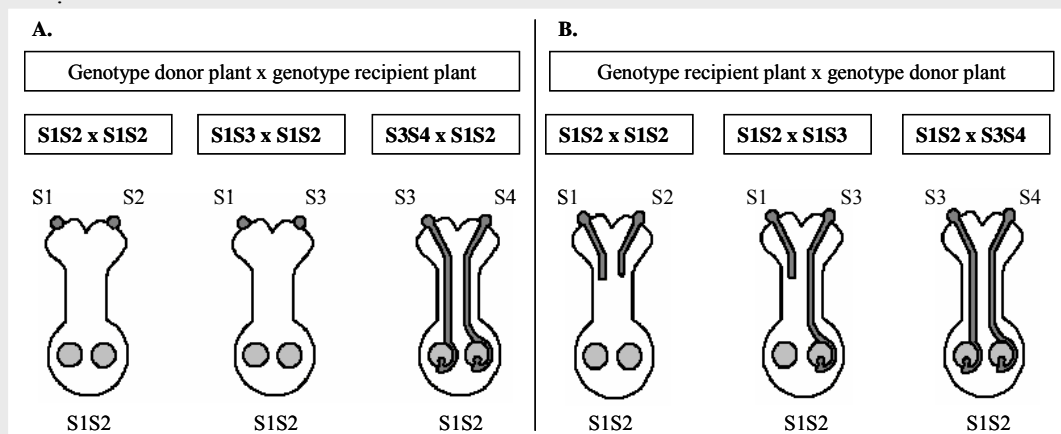 A.
Genotype donor plant x genotype recipient plant
S1S2 x S1S2
S1S3 x S1S2
S3S4 x S1S2
S1 S2
S1 S3
S3 S4
S1S2
S1S2
S1S2
B.
Genotype recipient plant x genotype donor plant
S1S2 x S1S2
S1S2 x S1S3
S1S2 x S3S4
S1 S2
S1 S3
S3 S4
S1S2
S1S2
S1S2